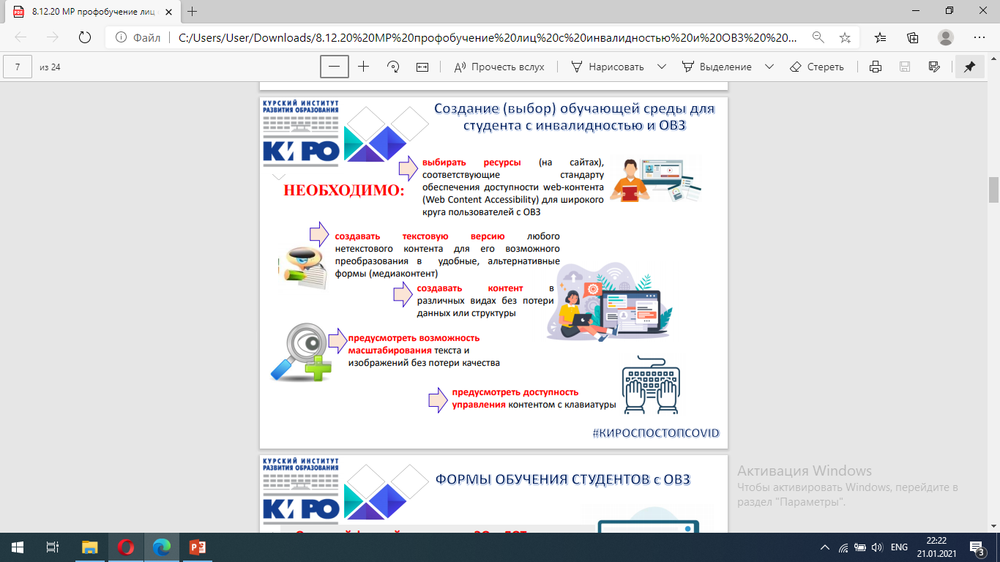 8.12.20 МР профобучение лиц
Файл
C:/Users/User/Downloads/8.12.20%20МР%20профобучение%20лиц%20с%20инвалидностью%20и%20ОВЗ%20%20...
7 из 24
Прочесть вслух
Нарисовать
Выделение
Стереть
КУРСКИЙ ИНСТИТУТ
РАЗВИТИЯ ОБРАЗОВАНИЯ
КИРО
Создание (выбор) обучающей среды для
студента с инвалидностью и ОВЗ
НЕОБХОДИМО:
выбирать ресурсы (на сайтах),
соответствующие стандарту
обеспечения доступности web-контента
(Web Content Accessibility) для широкого
круга пользователей с ОВЗ
создавать текстовую версию любого
нетекстового контента для его возможного
преобразования в удобные, альтернативные
формы (медиаконтент)
создавать контент в
различных видах без потери
данных или структуры
предусмотреть возможность
масштабирования текста и
изображений без потери качества
предусмотреть доступность
управления контентом с клавиатуры
#КИРОСПОСТОПCOVID
КУРСКИЙ ИНСТИТУТ
РАЗВИТИЯ ОБРАЗОВАНИЯ
КИРО
ФОРМЫ ОБУЧЕНИЯ СТУДЕНТОВ с ОВЗ
Активация Windows
Чтобы активировать Windows, перейдите в
раздел "Параметры".
ENG
22:22
21.01.2021
3